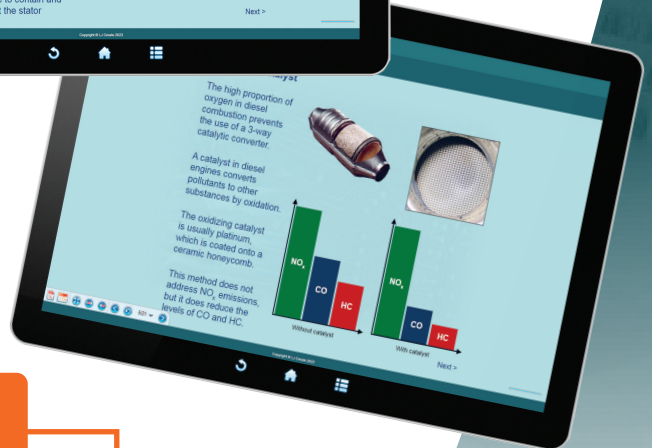 t the stator
Next >
Copyright © LJ Create 2023
The high proportion of
oxygen in diesel
combustion prevents
the use of a 3-way
catalytic converter.
A catalyst in diesel
engines converts
pollutants to other
substances by oxidation.
The oxidizing catalyst
is usually platinum,
which is coated onto a
ceramic honeycomb.
This method does not
address NOx emissions,
but it does reduce the
levels of CO and HC.
NOx
CO
HC
Without catalyst
NOx
CO
HC
With catalyst
Next >
Copyright © LJ Create 2023